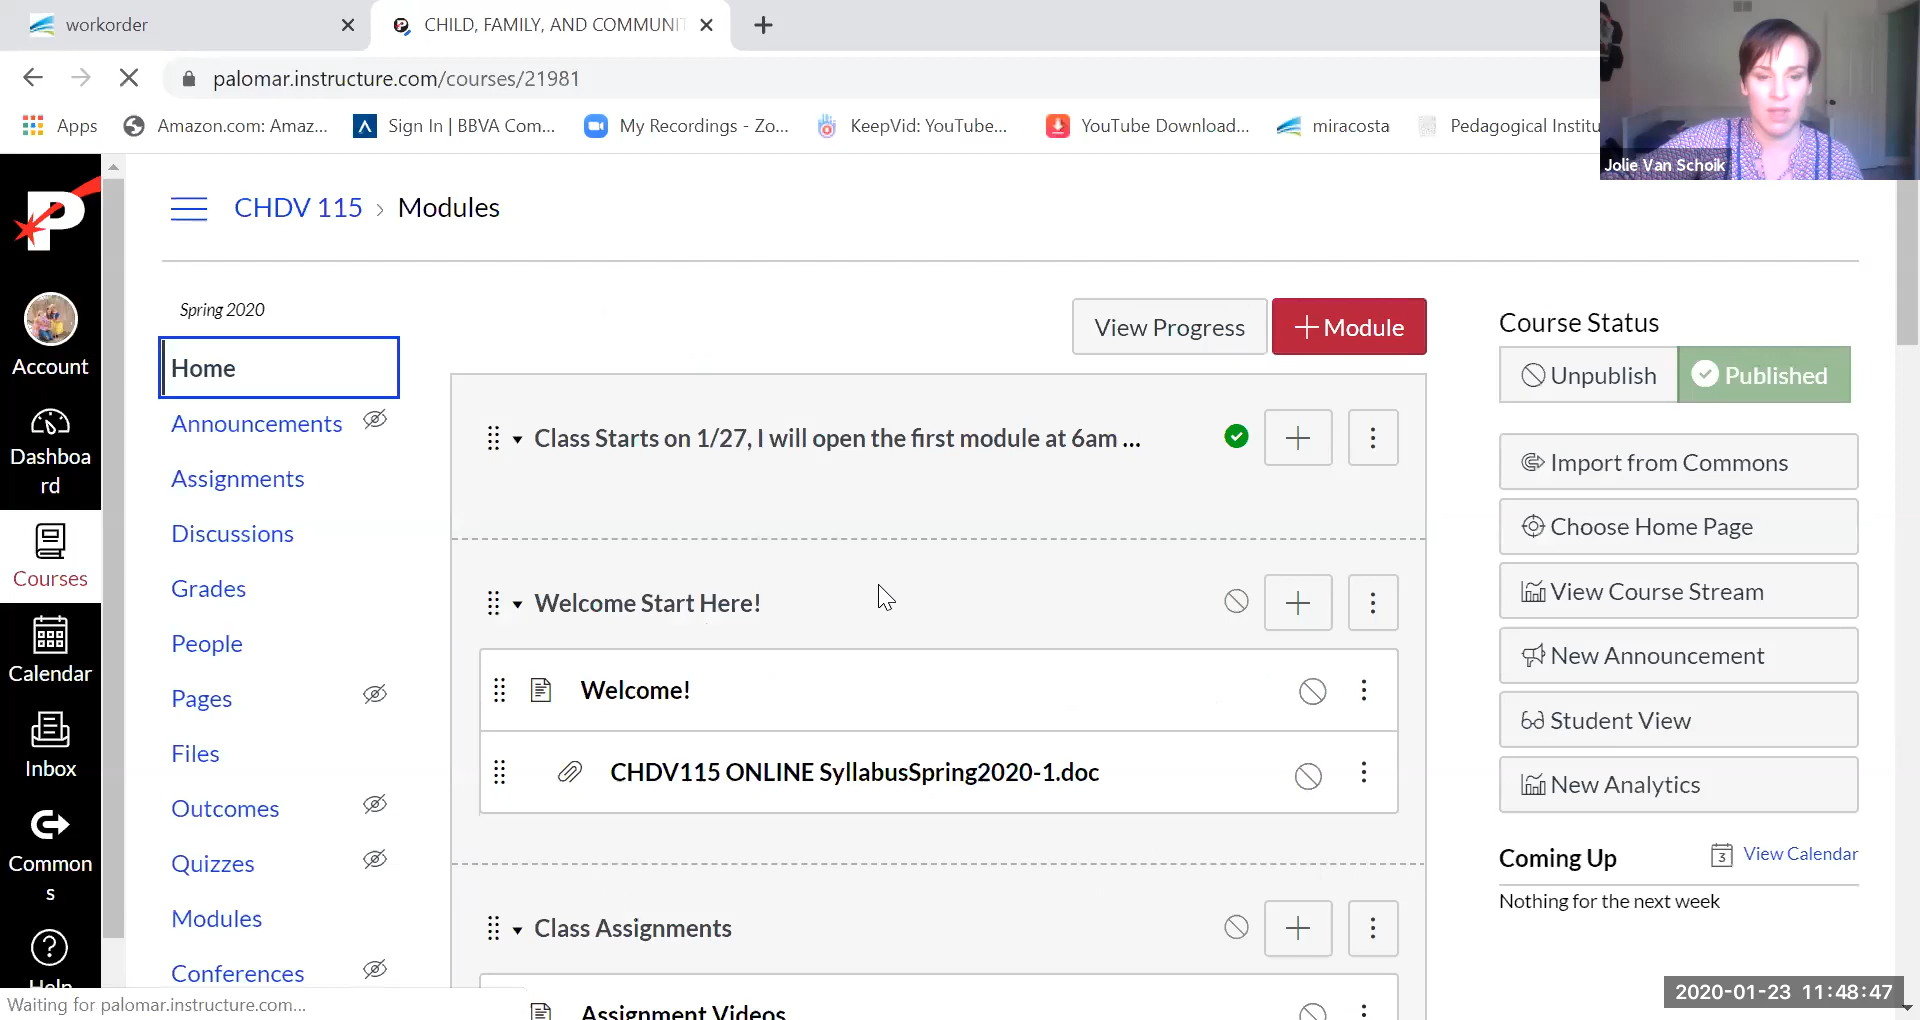 workorder
CHILD, FAMILY, AND COMMUNIT
palomar.instructure.com/courses/21981
Apps
Amazon.com: Amaz...
Sign In | BBVA Com...
My Recordings - Zo...
KeepVid: YouTube...
YouTube Download...
miracosta
Pedagogical Institu
Jolie Van Schoik
P
CHDV 115 › Modules
Account
Dashboa
rd
Courses
Calendar
Inbox
Common
s
Help
Spring 2020
Home
Announcements
Assignments
Discussions
Grades
People
Pages
Files
Outcomes
Quizzes
Modules
Conferences
View Progress
+ Module
Class Starts on 1/27, I will open the first module at 6am ...
Welcome Start Here!
Welcome!
CHDV115 ONLINE SyllabusSpring2020-1.doc
Class Assignments
Assignment Videos
Course Status
Unpublish
Published
Import from Commons
Choose Home Page
View Course Stream
New Announcement
Student View
New Analytics
Coming Up
3
View Calendar
Nothing for the next week
Waiting for palomar.instructure.com...
2020-01-23 11:48:47